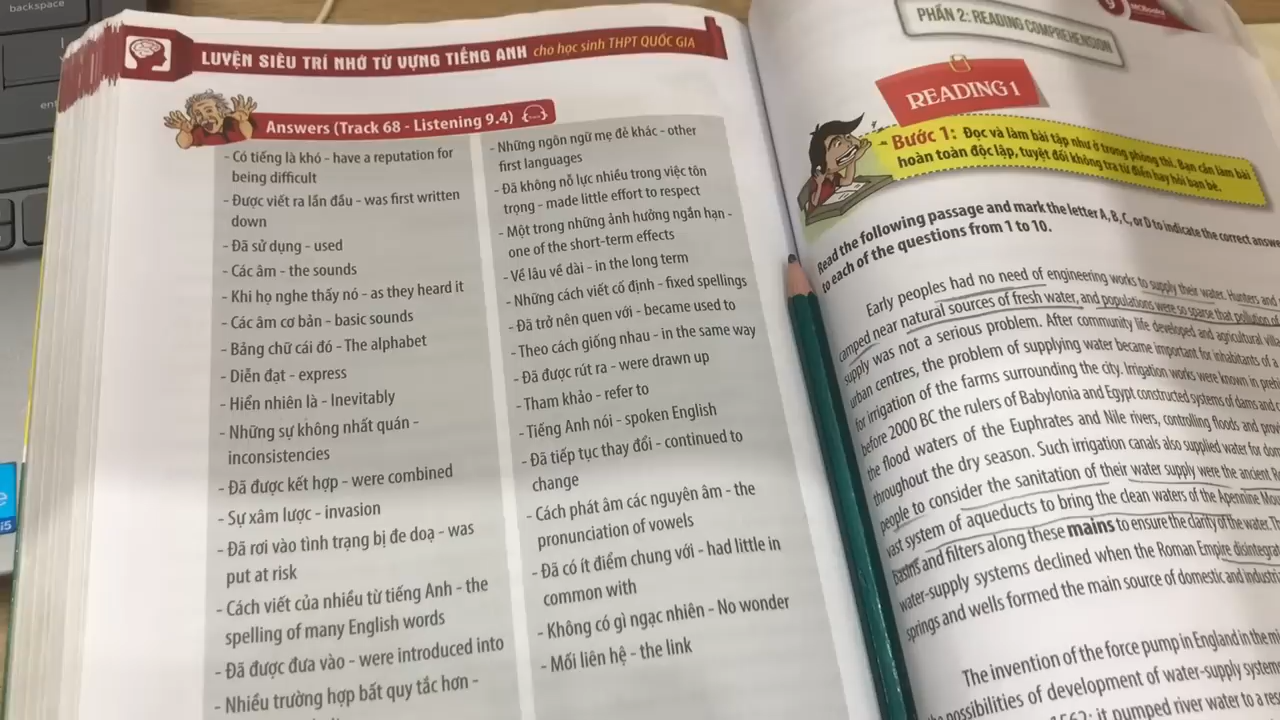 backspace
LUYỆN SIÊU TRÍ NHỚ TỪ VỰNG TIẾNG ANH cho học sinh THPT QUỐC GIA
Answers (Track 68 - Listening 9.4)
- Có tiếng là khó - have a reputation for
being difficult
- Được viết ra lần đầu - was first written
down
- Đã sử dụng - used
- Các âm - the sounds
- Khi họ nghe thấy nó - as they heard it
- Các âm cơ bản - basic sounds
- Bảng chữ cái đó - The alphabet
- Diễn đạt - express
- Hiển nhiên là - Inevitably
- Những sự không nhất quán -
inconsistencies
- Đã được kết hợp - were combined
- Sự xâm lược - invasion
- Đã rơi vào tình trạng bị đe doạ - was
put at risk
- Cách viết của nhiều từ tiếng Anh - the
spelling of many English words
- Đã được đưa vào - were introduced into
- Nhiều trường hợp bất quy tắc hơn -
- Những ngôn ngữ mẹ đẻ khác - other
first languages
- Đã không nỗ lực nhiều trong việc tôn
trọng - made little effort to respect
- Một trong những ảnh hưởng ngắn hạn -
one of the short-term effects
- Về lâu về dài - in the long term
- Những cách viết cố định - fixed spellings
- Đã trở nên quen với - became used to
- Theo cách giống nhau - in the same way
- Đã được rút ra - were drawn up
- Tham khảo - refer to
- Tiếng Anh nói - spoken English
- Đã tiếp tục thay đổi - continued to
change
- Cách phát âm các nguyên âm - the
pronunciation of vowels
- Đã có ít điểm chung với - had little in
common with
- Không có gì ngạc nhiên - No wonder
- Mối liên hệ - the link
i5
MCBooks
PHẦN 2: READING COMPREHENSION
READING 1
Bước 1: Đọc và làm bài tập như ở trong phòng thi. Bạn cần làm bài
hoàn toàn độc lập, tuyệt đối không tra từ điển hay hỏi bạn bè.
Read the following passage and mark the letter A, B, C, or D to indicate the correct answe
to each of the questions from 1 to 10.
Early peoples had no need of engineering works to supply their water. Hunters and
camped near natural sources of fresh water, and populations were so sparse that pollution of
supply was not a serious problem. After community life developed and agricultural villa
urban centres, the problem of supplying water became important for inhabitants of a
for irrigation of the farms surrounding the city. Irrigation works were known in preh
before 2000 BC the rulers of Babylonia and Egypt constructed systems of dams and c
the flood waters of the Euphrates and Nile rivers, controlling floods and provi
throughout the dry season. Such irrigation canals also supplied water for dom
people to consider the sanitation of their water supply were the ancient R
vast system of aqueducts to bring the clean waters of the Apennine Mou
basins and filters along these mains to ensure the clarity of the water. T
water-supply systems declined when the Roman Empire disintegra
springs and wells formed the main source of domestic and industri
The invention of the force pump in England in the m
possibilities of development of water-supply system
1562; it pumped river water to a res